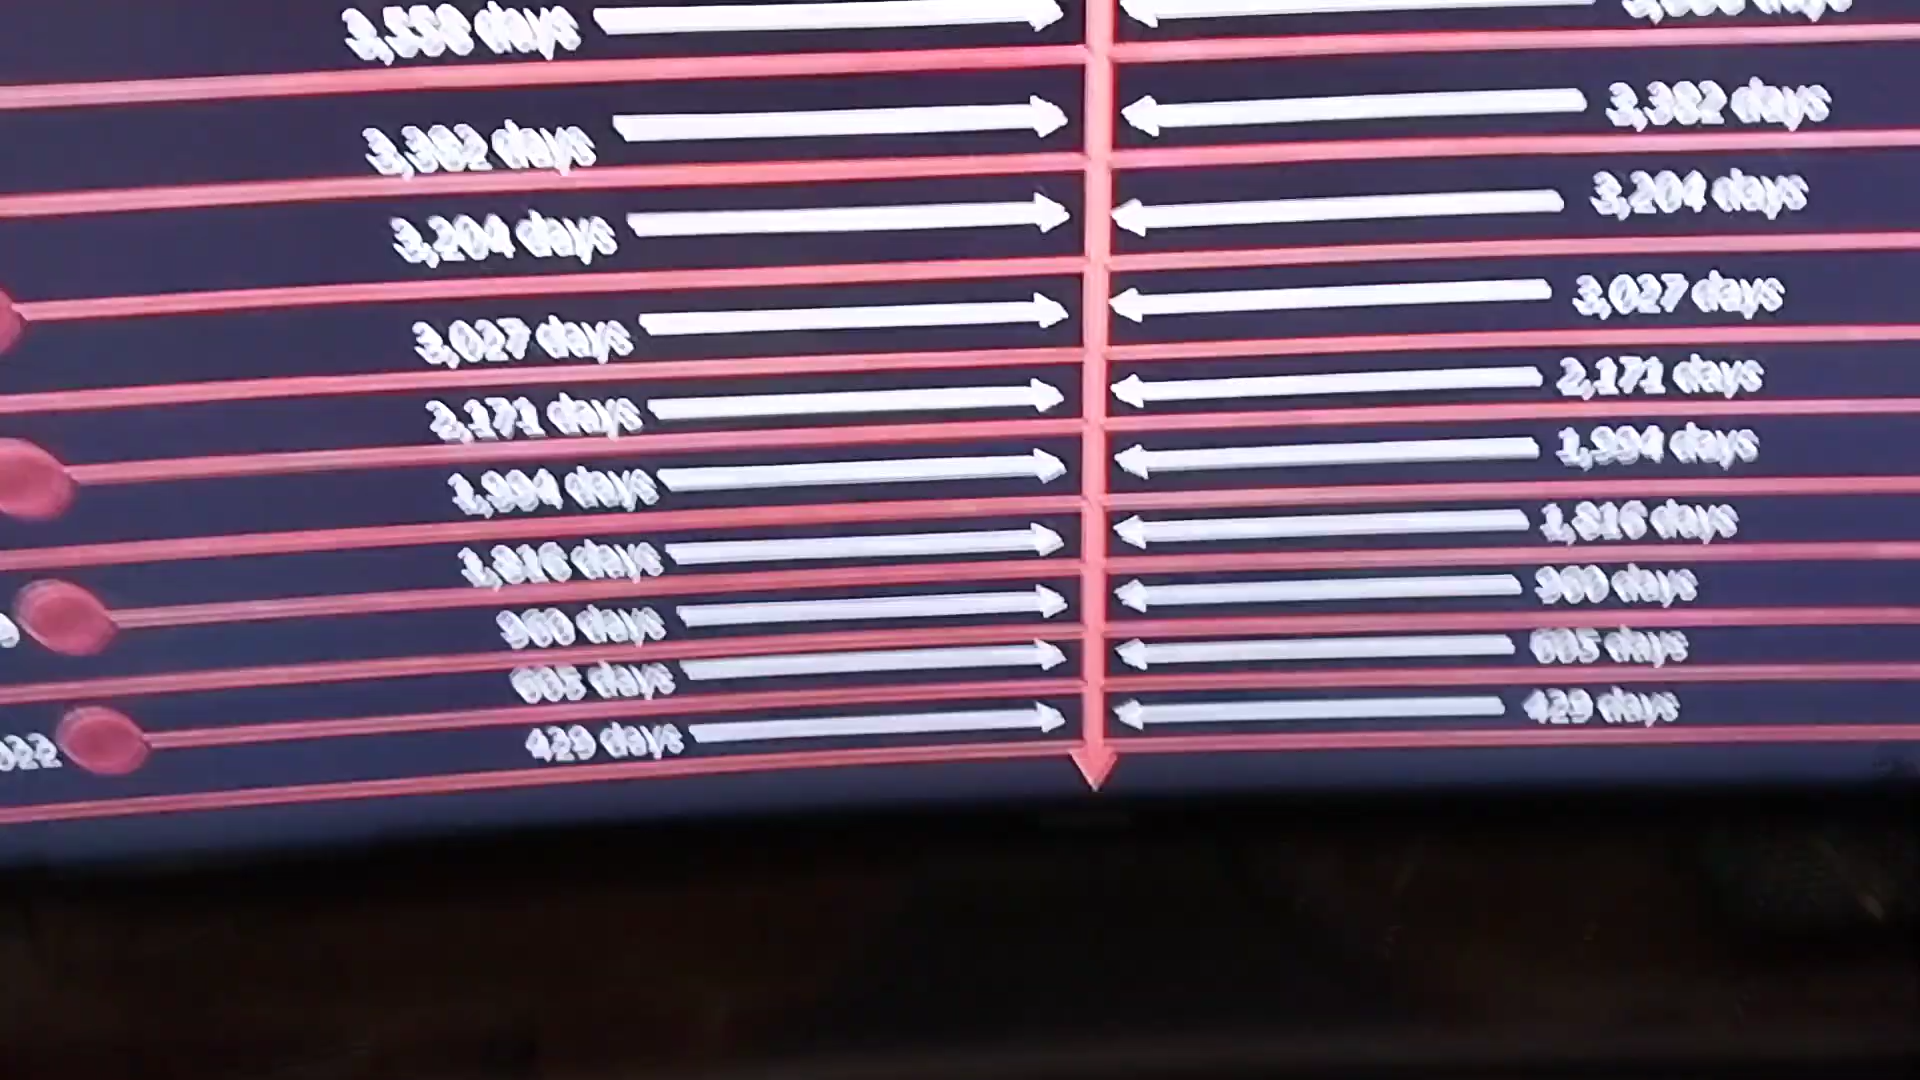 days days
3,382 days 3,382 days
3,204 days 3,204 days
3,027 days 3,027 days
2,171 days 2,171 days
1,994 days 1,994 days
1,816 days 1,816 days
960 days 960 days
605 days 605 days
429 days 429 days